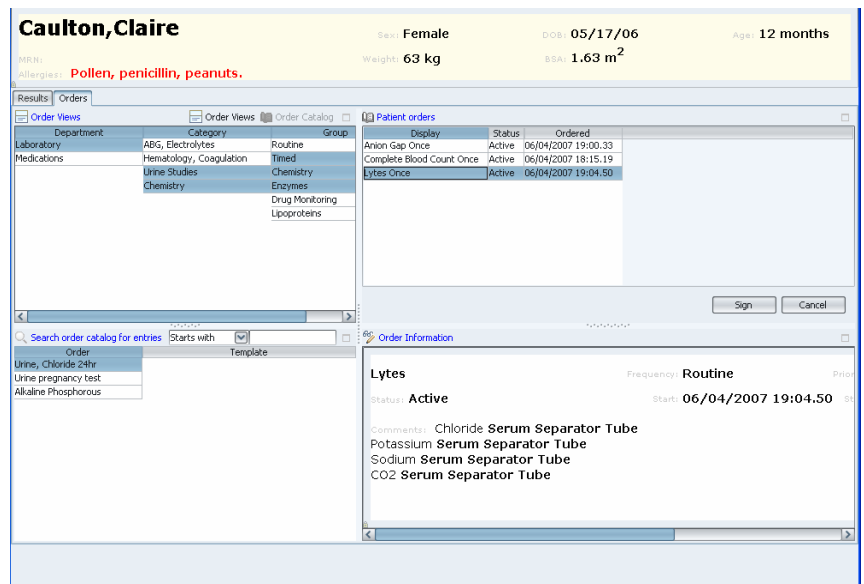 Caulton,Claire
Sex: Female DOB: 05/17/06 Age: 12 months
MRN: Weight: 63 kg BSA: 1.63 m2
Allergies: Pollen, penicillin, peanuts.
Results Orders
Order Views Order Views Order Catalog
Department Category Group
Laboratory ABG, Electrolytes Routine
Medications Hematology, Coagulation Timed
Urine Studies Chemistry
Chemistry Enzymes
Drug Monitoring
Lipoproteins
Patient orders
Display Status Ordered
Anion Gap Once Active 06/04/2007 19:00.33
Complete Blood Count Once Active 06/04/2007 18:15.19
Lytes Once Active 06/04/2007 19:04.50
Sign Cancel
Search order catalog for entries Starts with
Order Template
Urine, Chloride 24hr
Urine pregnancy test
Alkaline Phosphorous
Order Information
Lytes Frequency: Routine Prior
Status: Active Start: 06/04/2007 19:04.50 St
Comments: Chloride Serum Separator Tube
Potassium Serum Separator Tube
Sodium Serum Separator Tube
CO2 Serum Separator Tube